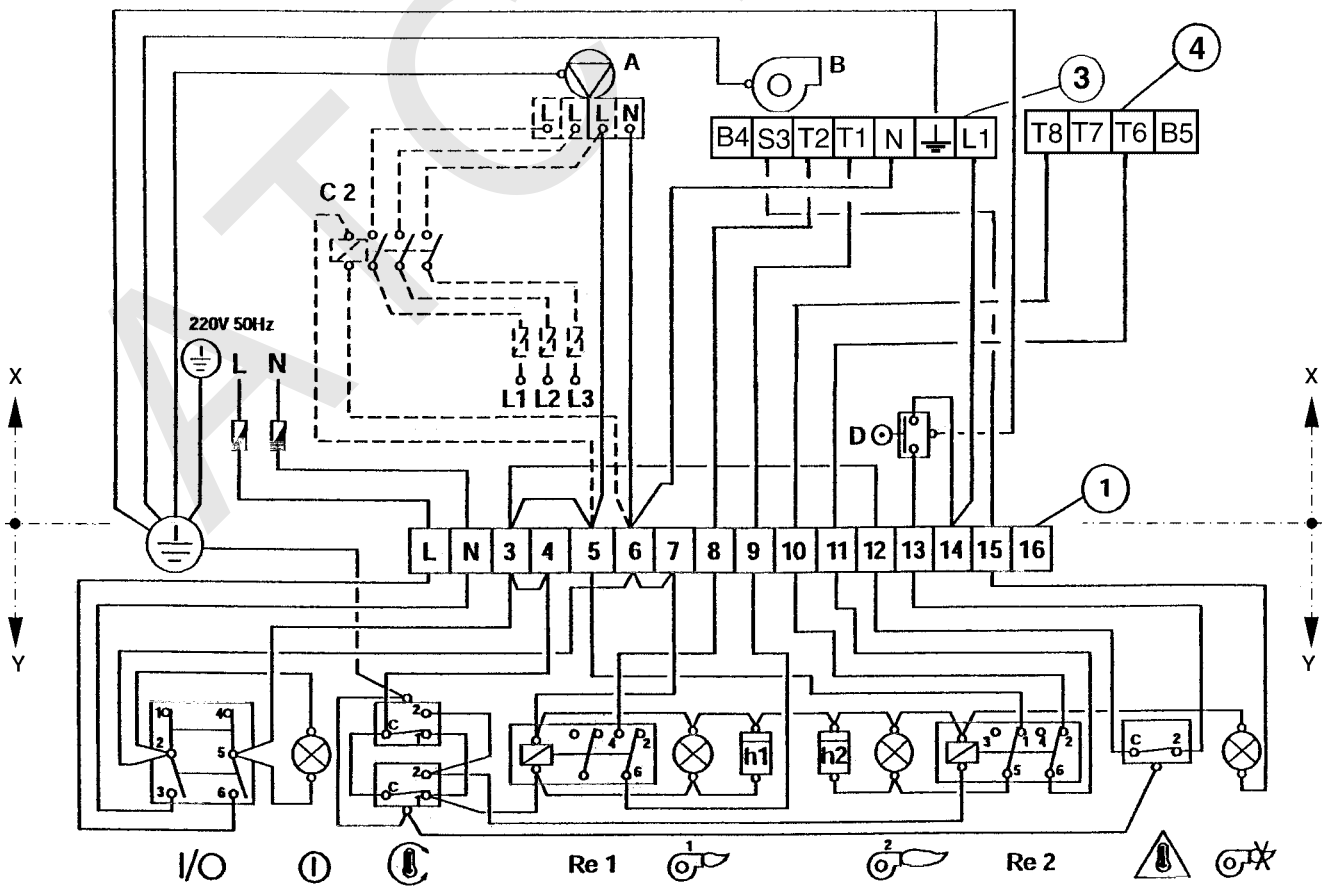 4
A
B
3
L L L N
B4 S3 T2 T1 N L1
T8 T7 T6 B5
C 2
220V 50Hz
L N
X
X
L1 L2 L3
D
1
L N 3 4 5 6 7 8 9 10 11 12 13 14 15 16
Y
Y
1 4
2 5
3 6
2
C 1
2
C 1
4 2
6
h1
h2
3 1 4 2
5 6
C 2
I/O
I
Re 1
1
2
Re 2
ATC